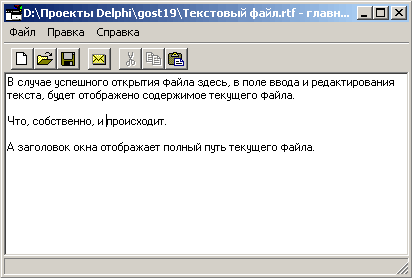 D:\Проекты Delphi\gost19\Текстовый файл.rtf - главн...
Файл Правка Справка
В случае успешного открытия файла здесь, в поле ввода и редактирования
текста, будет отображено содержимое текущего файла.
Что, собственно, и происходит.
А заголовок окна отображает полный путь текущего файла.